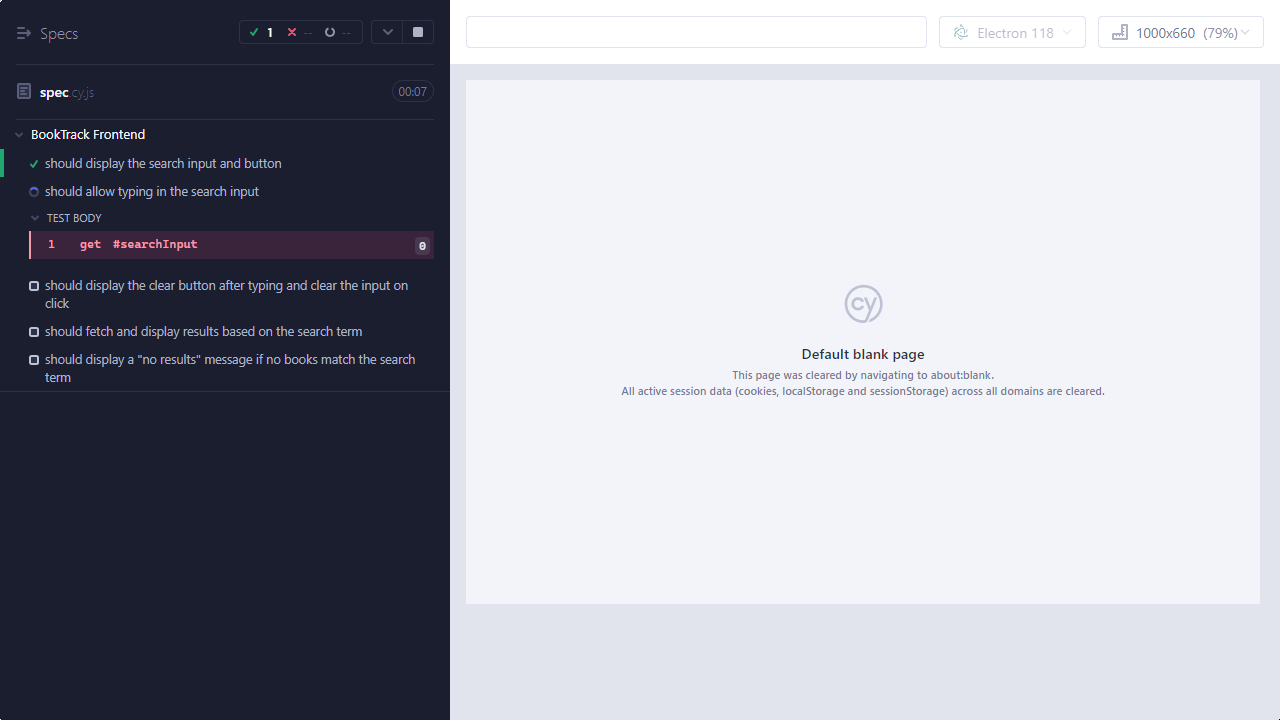 Specs
1 -- --
Electron 118
1000x660 (79%)
spec.cy.js
00:07
BookTrack Frontend
should display the search input and button
should allow typing in the search input
TEST BODY
1 get #searchInput 0
should display the clear button after typing and clear the input on
click
should fetch and display results based on the search term
should display a "no results" message if no books match the search
term
cy
Default blank page
This page was cleared by navigating to about:blank.
All active session data (cookies, localStorage and sessionStorage) across all domains are cleared.